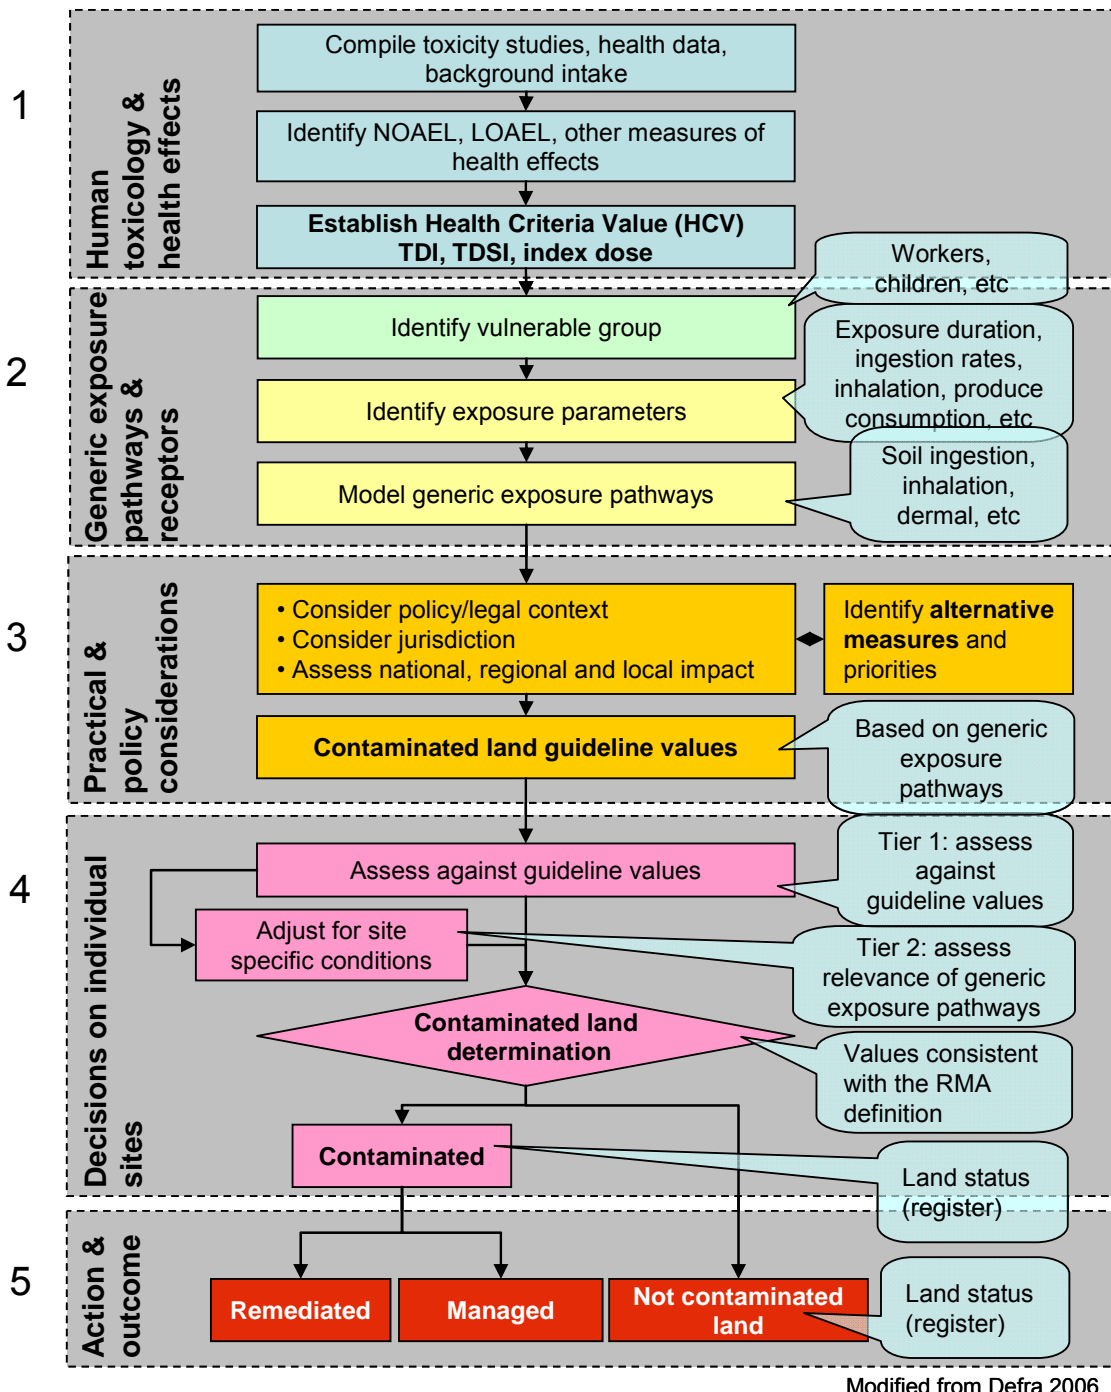 1
Human
toxicology &
health effects
Compile toxicity studies, health data,
background intake
Identify NOAEL, LOAEL, other measures of
health effects
Establish Health Criteria Value (HCV)
TDI, TDSI, index dose
2
Generic exposure
pathways &
receptors
Identify vulnerable group
Workers,
children, etc
Identify exposure parameters
Exposure duration,
ingestion rates,
inhalation, produce
consumption, etc
Model generic exposure pathways
Soil ingestion,
inhalation,
dermal, etc
3
Practical &
policy
considerations
• Consider policy/legal context
• Consider jurisdiction
• Assess national, regional and local impact
Identify alternative
measures and
priorities
Contaminated land guideline values
Based on generic
exposure
pathways
4
Decisions on individual
sites
Assess against guideline values
Tier 1: assess
against
guideline values
Adjust for site
specific conditions
Tier 2: assess
relevance of generic
exposure pathways
Contaminated land
determination
Values consistent
with the RMA
definition
Contaminated
Land status
(register)
5
Action &
outcome
Remediated
Managed
Not contaminated
land
Land status
(register)
Modified from Defra 2006